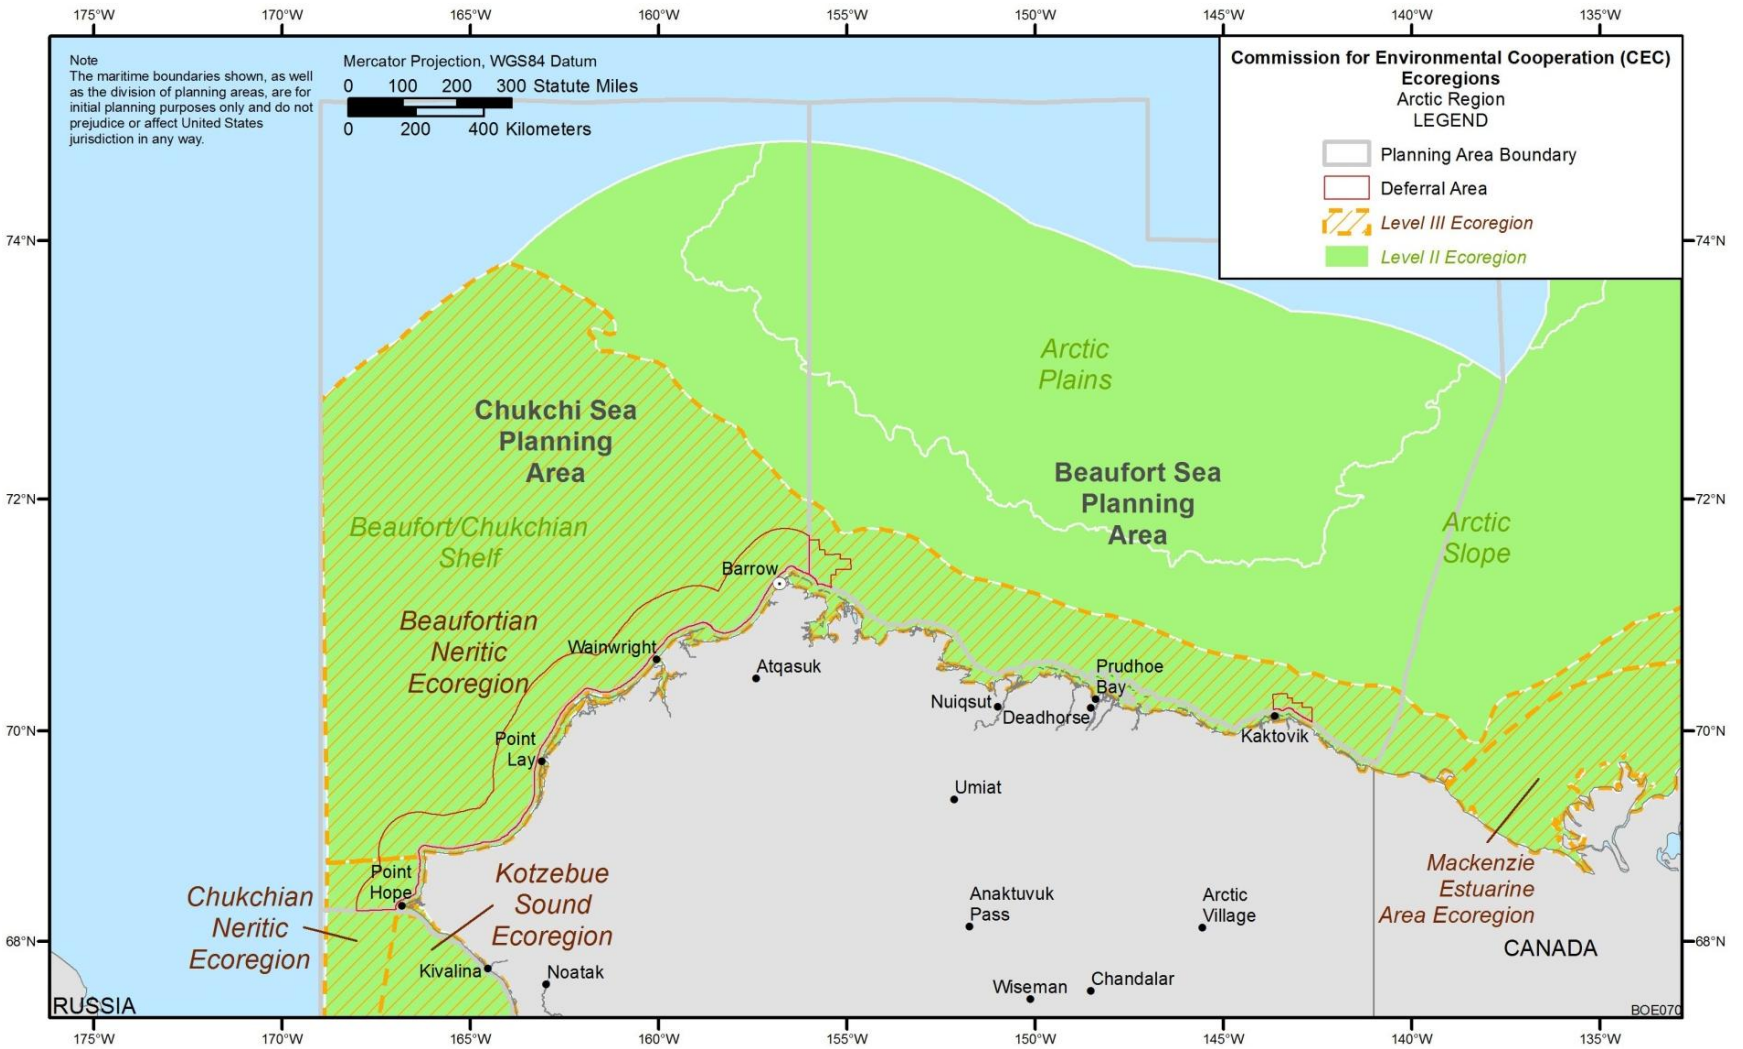 175°W 170°W 165°W 160°W 155°W 150°W 145°W 140°W 135°W
Note
The maritime boundaries shown, as well
as the division of planning areas, are for
initial planning purposes only and do not
prejudice or affect United States
jurisdiction in any way.
Mercator Projection, WGS84 Datum
0 100 200 300 Statute Miles
0 200 400 Kilometers
Commission for Environmental Cooperation (CEC)
Ecoregions
Arctic Region
LEGEND
Planning Area Boundary
Deferral Area
Level III Ecoregion
Level II Ecoregion
74°N 74°N
Arctic
Plains
Chukchi Sea
Planning
Area
Beaufort Sea
Planning
Area
72°N 72°N
Beaufort/Chukchian
Shelf
Arctic
Slope
Barrow
Beaufortian
Neritic
Ecoregion
Wainwright
Atqasuk
Prudhoe
Bay
Nuiqsut
Deadhorse
Kaktovik
70°N 70°N
Point
Lay
Umiat
Point
Hope
Kotzebue
Sound
Ecoregion
Chukchian
Neritic
Ecoregion
Mackenzie
Estuarine
Area Ecoregion
Anaktuvuk
Pass
Arctic
Village
68°N 68°N
CANADA
Kivalina
Noatak
Wiseman
Chandalar
RUSSIA
BOE070
175°W 170°W 165°W 160°W 155°W 150°W 145°W 140°W 135°W